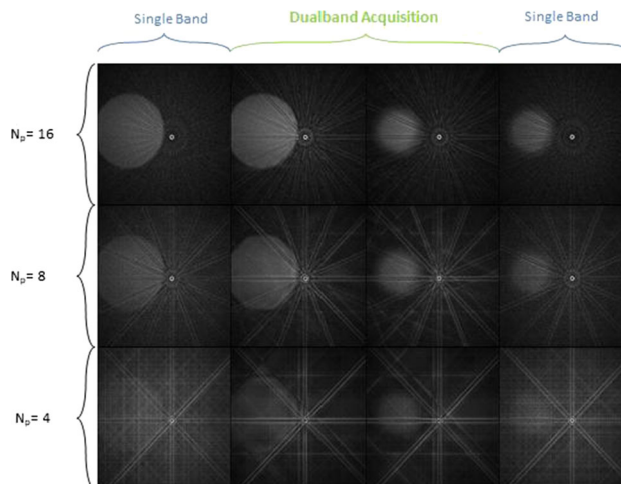 Single Band
Dualband Acquisition
Single Band
Nₚ= 16
Nₚ= 8
Nₚ= 4